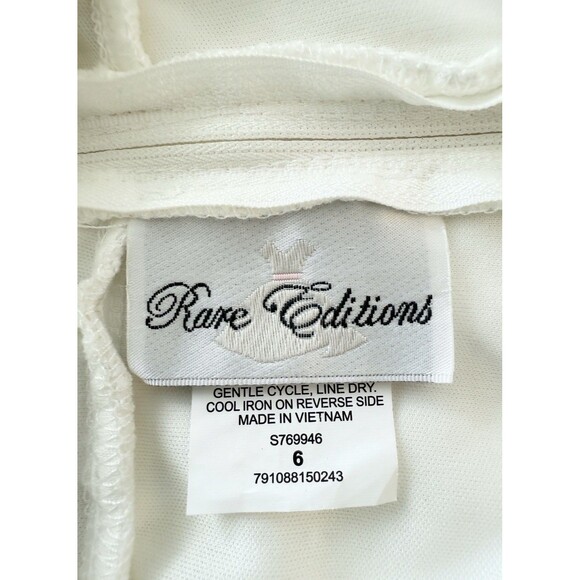 Rare Editions
GENTLE CYCLE, LINE DRY.
COOL IRON ON REVERSE SIDE
MADE IN VIETNAM
S769946
6
791088150243